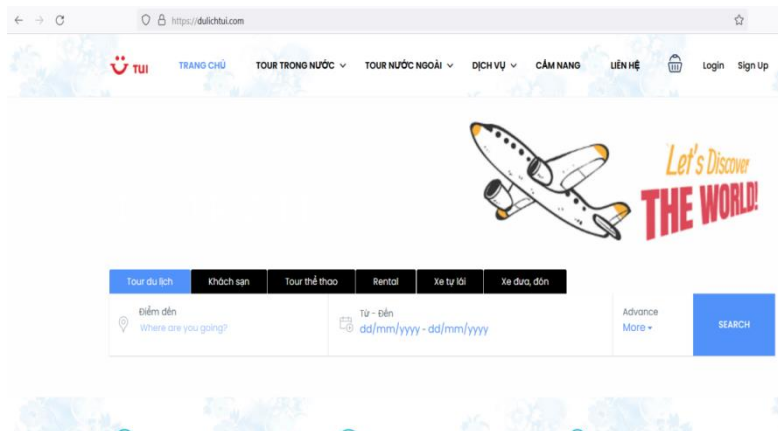 https://dulichtui.com
TUI TRANG CHỦ TOUR TRONG NƯỚC TOUR NƯỚC NGOÀI DỊCH VỤ CẨM NANG LIÊN HỆ Login Sign Up
Let's Discover
THE WORLD!
Tour du lịch Khách sạn Tour thể thao Rental Xe tự lái Xe đưa, đón
Điểm đến Từ - Đến Advance
Where are you going? dd/mm/yyyy - dd/mm/yyyy More SEARCH